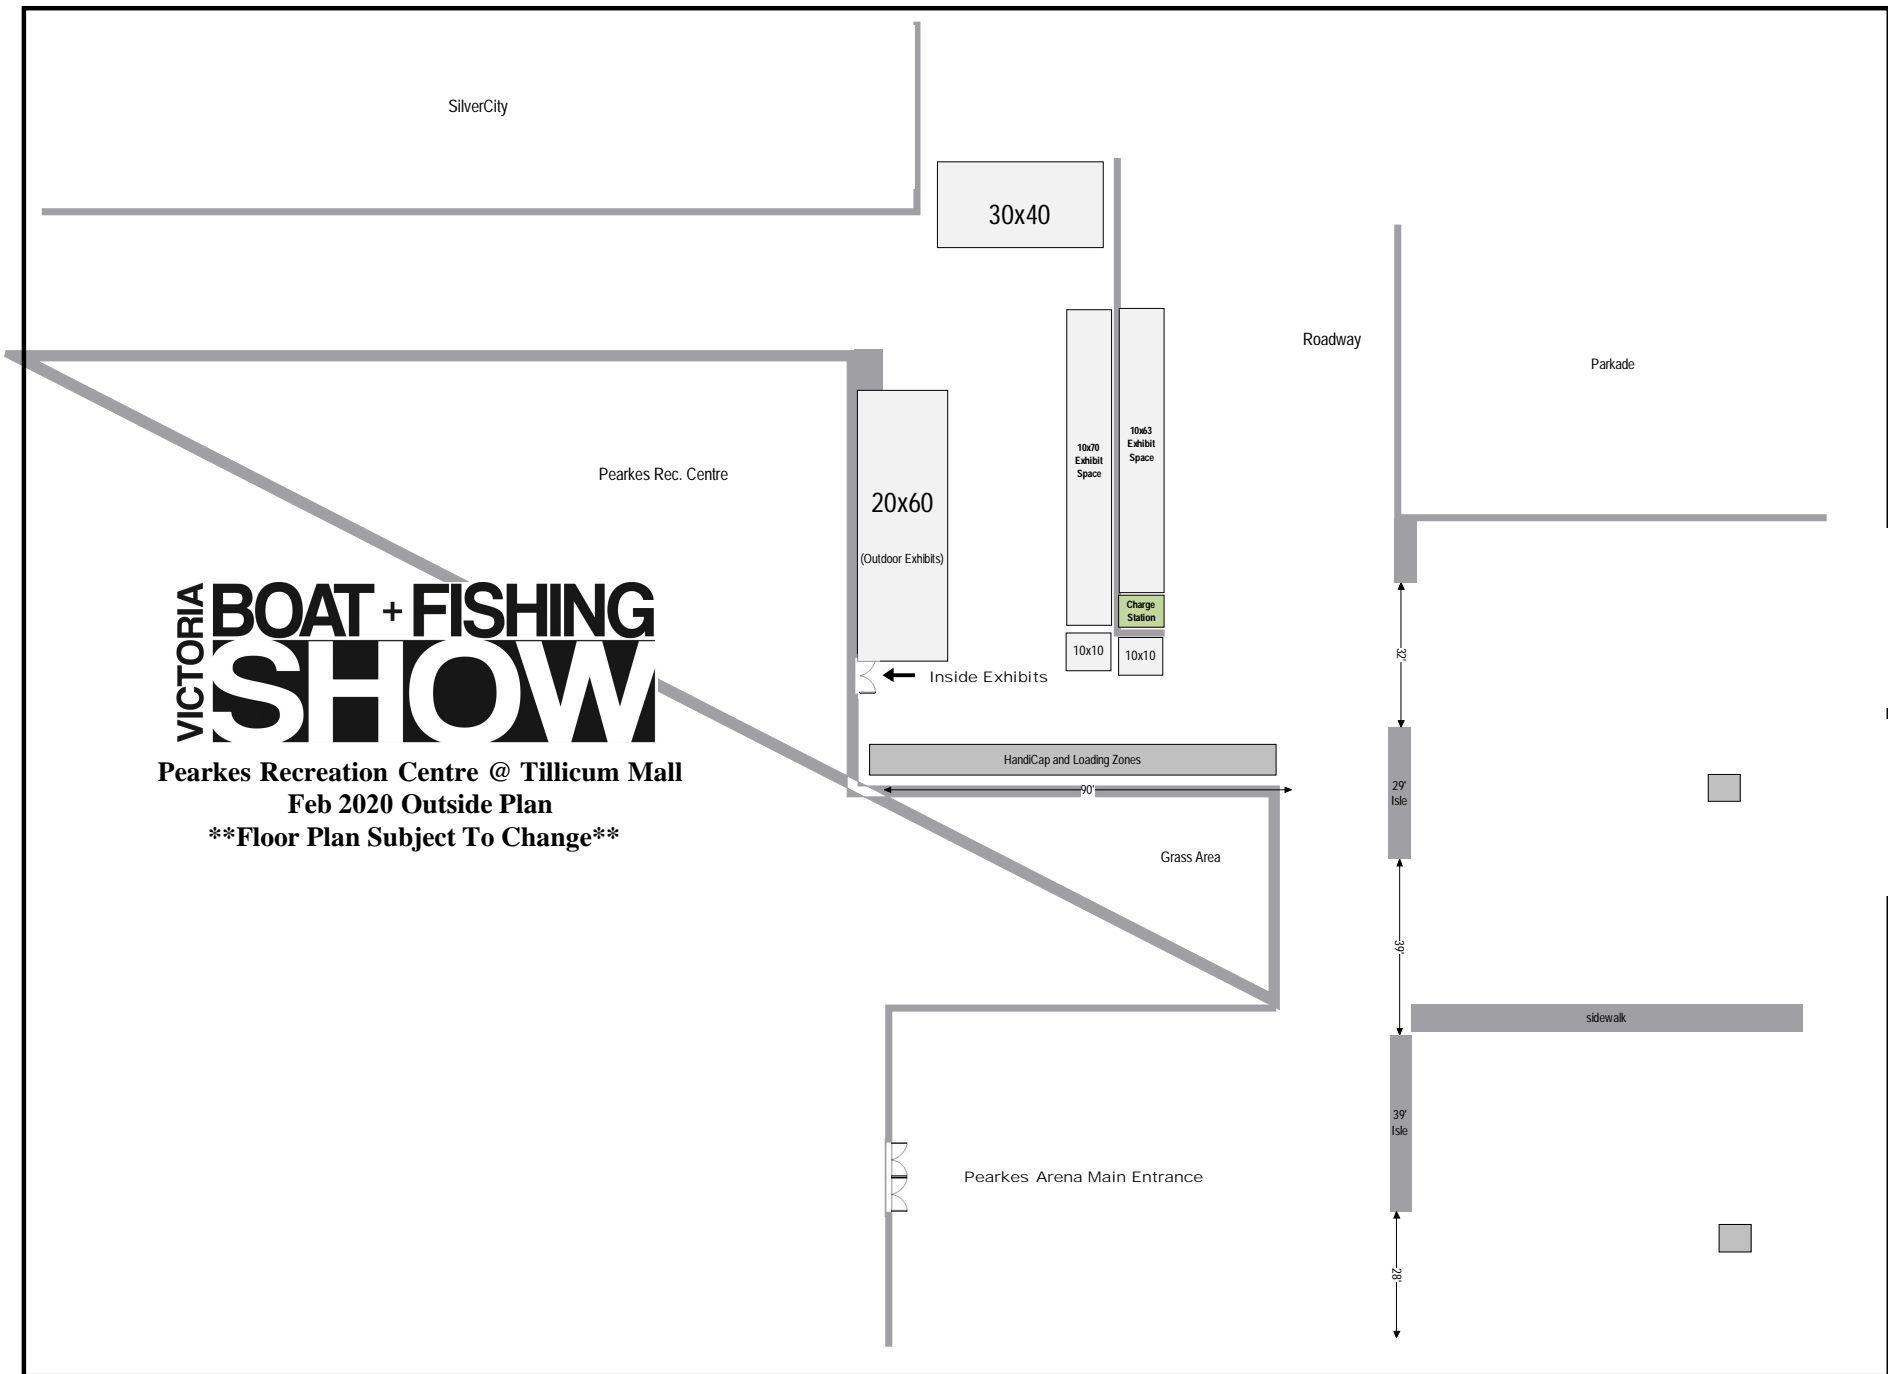 SilverCity
30x40
Roadway
Parkade
10x63
Exhibit
Space
10x70
Exhibit
Space
Pearkes Rec. Centre
20x60
(Outdoor Exhibits)
Charge
Station
10x10
10x10
Inside Exhibits
32'
VICTORIA
BOAT + FISHING
SHOW
Pearkes Recreation Centre @ Tillicum Mall
Feb 2020 Outside Plan
**Floor Plan Subject To Change**
HandiCap and Loading Zones
90'
29'
Isle
Grass Area
39'
sidewalk
39'
Isle
Pearkes Arena Main Entrance
28'